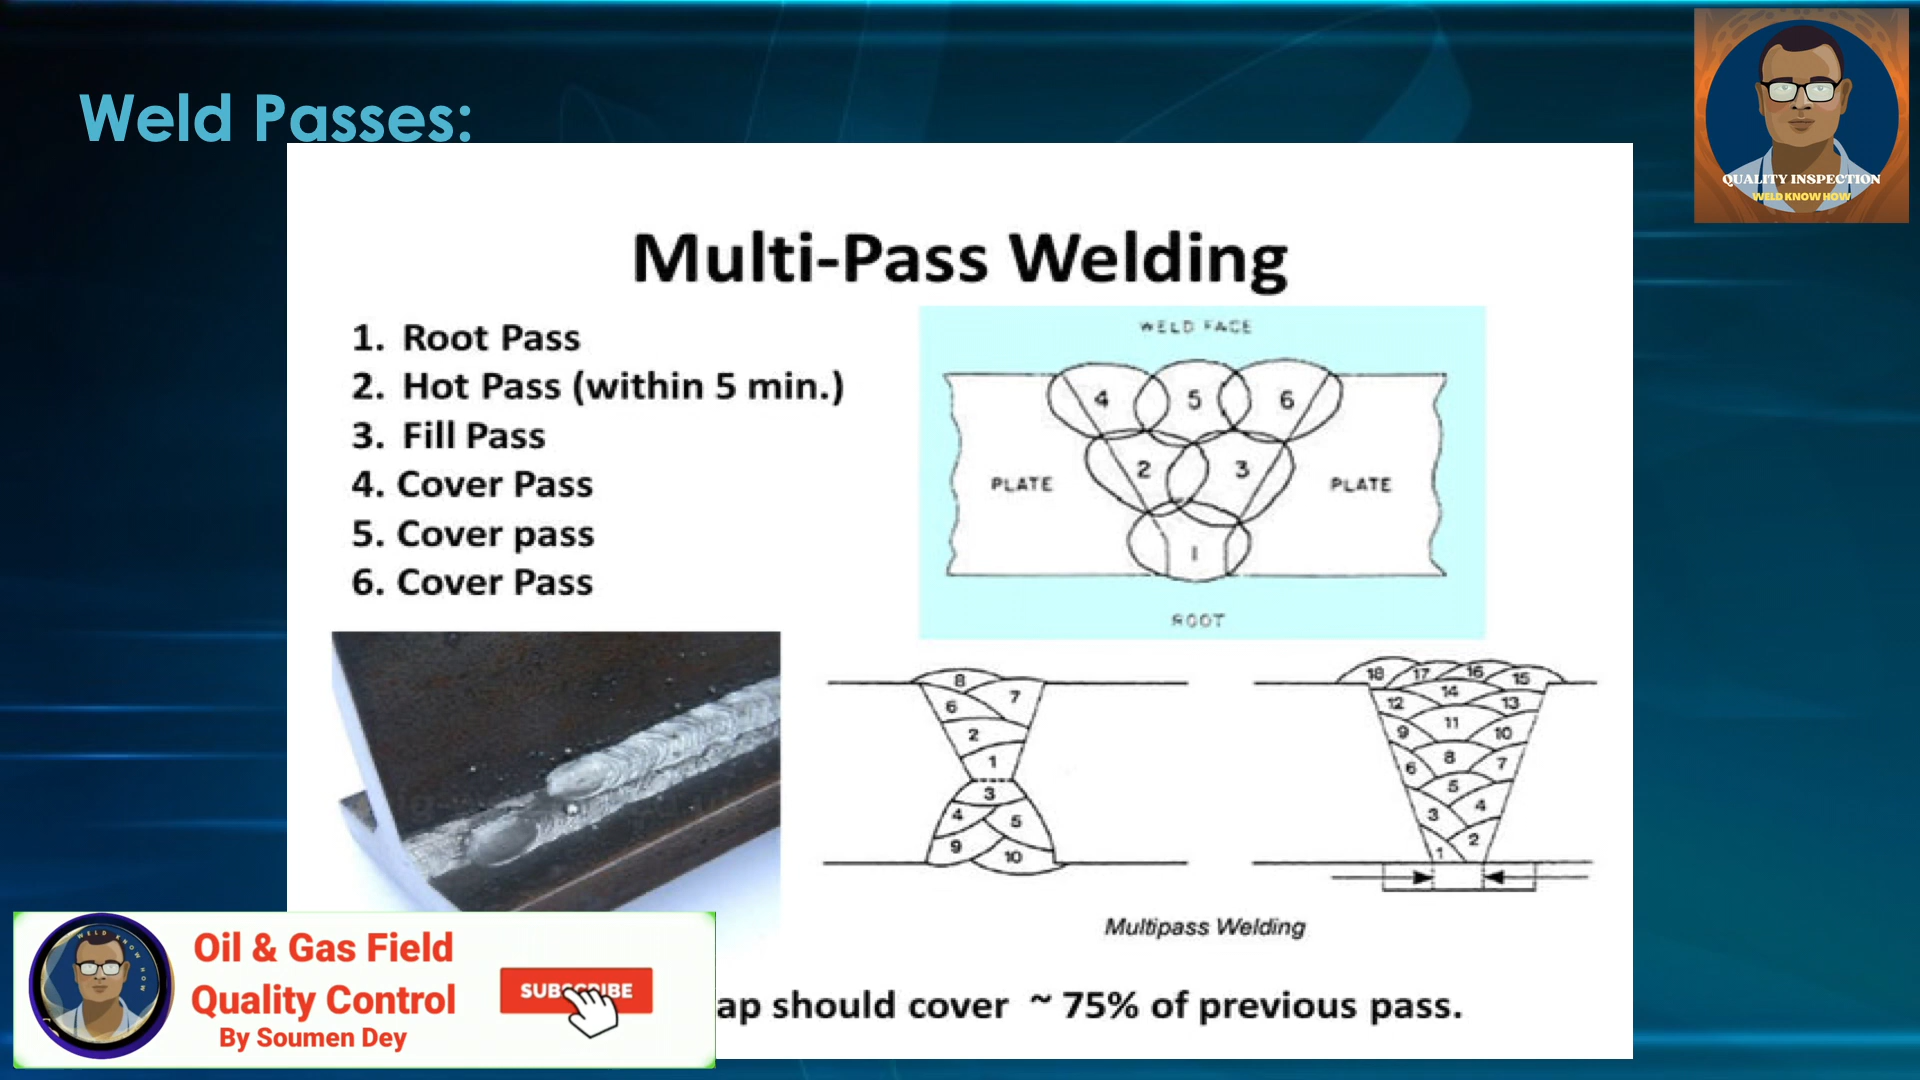 Weld Passes:
QUALITY INSPECTION
WELD KNOW HOW
Multi-Pass Welding
1. Root Pass
2. Hot Pass (within 5 min.)
3. Fill Pass
4. Cover Pass
5. Cover pass
6. Cover Pass
WELD FACE
4 5 6
PLATE 2 3 PLATE
1
ROOT
8
7
6
2
1
3
4 5
9 10
18 17 16 15
14
12 13
11
9 10
8
6 7
5
3 4
2
1
Multipass Welding
WELD KNOW HOW
Oil & Gas Field
Quality Control
By Soumen Dey
SUBSCRIBE
ap should cover ~ 75% of previous pass.